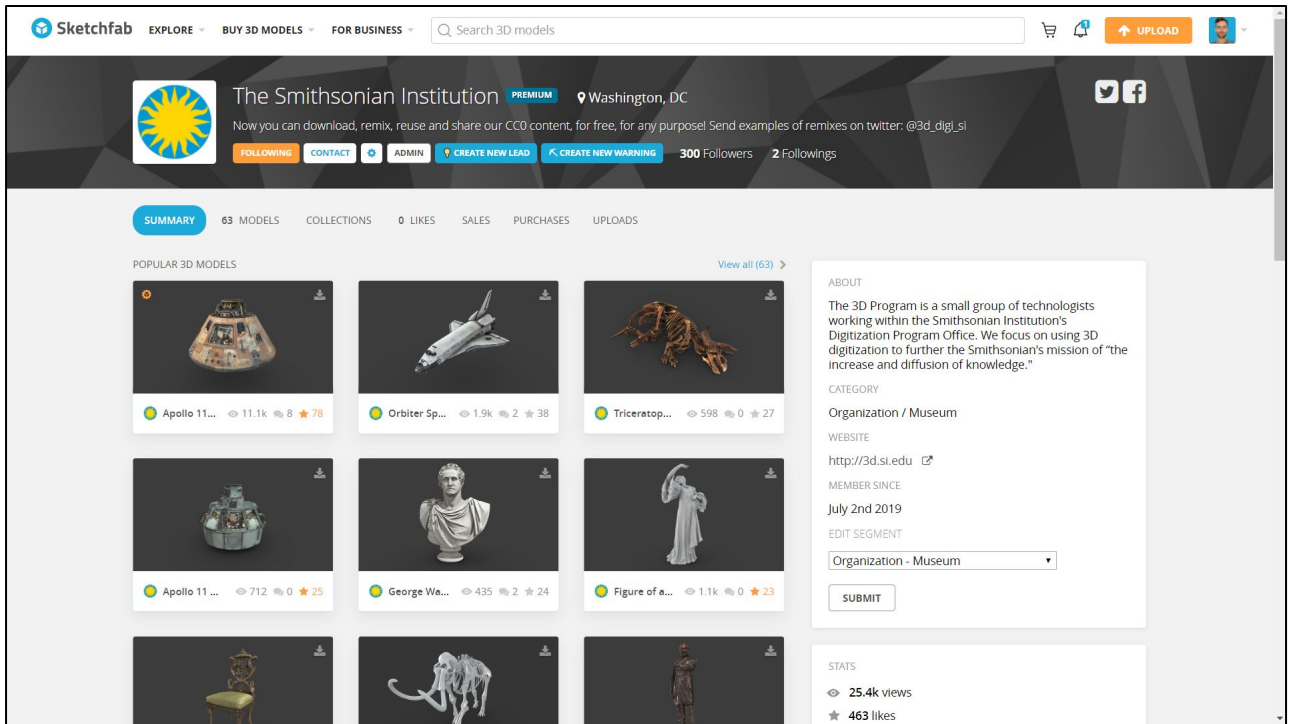 Sketchfab EXPLORE BUY 3D MODELS FOR BUSINESS Search 3D models 1 UPLOAD
The Smithsonian Institution PREMIUM Washington, DC
Now you can download, remix, reuse and share our CC0 content, for free, for any purpose! Send examples of remixes on twitter: @3d_digi_si
FOLLOWING CONTACT ADMIN CREATE NEW LEAD CREATE NEW WARNING 300 Followers 2 Followings
SUMMARY 63 MODELS COLLECTIONS 0 LIKES SALES PURCHASES UPLOADS
POPULAR 3D MODELS View all (63)
Apollo 11... 11.1k 8 78
Orbiter Sp... 1.9k 2 38
Triceratop... 598 0 27
Apollo 11 ... 712 0 25
George Wa... 435 2 24
Figure of a... 1.1k 0 23
ABOUT
The 3D Program is a small group of technologists
working within the Smithsonian Institution's
Digitization Program Office. We focus on using 3D
digitization to further the Smithsonian's mission of “the
increase and diffusion of knowledge."
CATEGORY
Organization / Museum
WEBSITE
http://3d.si.edu
MEMBER SINCE
July 2nd 2019
EDIT SEGMENT
Organization - Museum
SUBMIT
STATS
25.4k views
463 likes